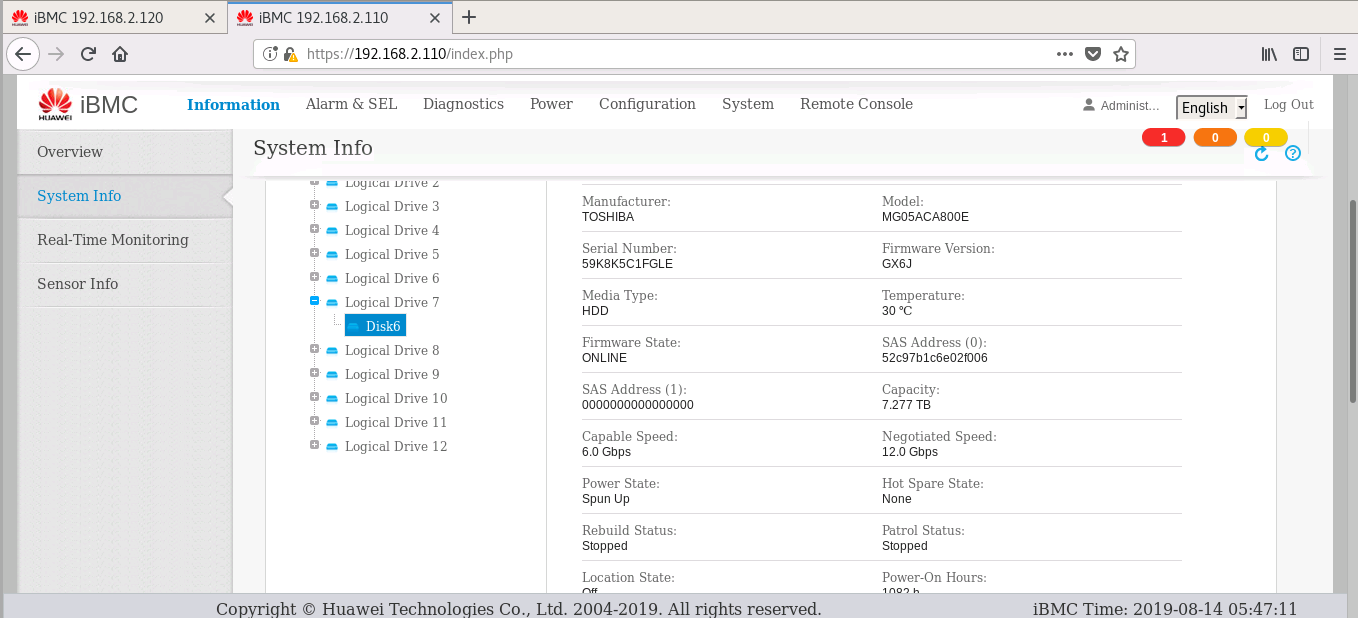 iBMC 192.168.2.120
iBMC 192.168.2.110
https://192.168.2.110/index.php
HUAWEI
iBMC
Information
Alarm & SEL
Diagnostics
Power
Configuration
System
Remote Console
Administ...
English
Log Out
1
0
0
Overview
System Info
Real-Time Monitoring
Sensor Info
System Info
Logical Drive 2
Logical Drive 3
Logical Drive 4
Logical Drive 5
Logical Drive 6
Logical Drive 7
Disk6
Logical Drive 8
Logical Drive 9
Logical Drive 10
Logical Drive 11
Logical Drive 12
Manufacturer:
TOSHIBA
Model:
MG05ACA800E
Serial Number:
59K8K5C1FGLE
Firmware Version:
GX6J
Media Type:
HDD
Temperature:
30 ℃
Firmware State:
ONLINE
SAS Address (0):
52c97b1c6e02f006
SAS Address (1):
0000000000000000
Capacity:
7.277 TB
Capable Speed:
6.0 Gbps
Negotiated Speed:
12.0 Gbps
Power State:
Spun Up
Hot Spare State:
None
Rebuild Status:
Stopped
Patrol Status:
Stopped
Location State:
Off
Power-On Hours:
1082 h
Copyright © Huawei Technologies Co., Ltd. 2004-2019. All rights reserved.
iBMC Time: 2019-08-14 05:47:11